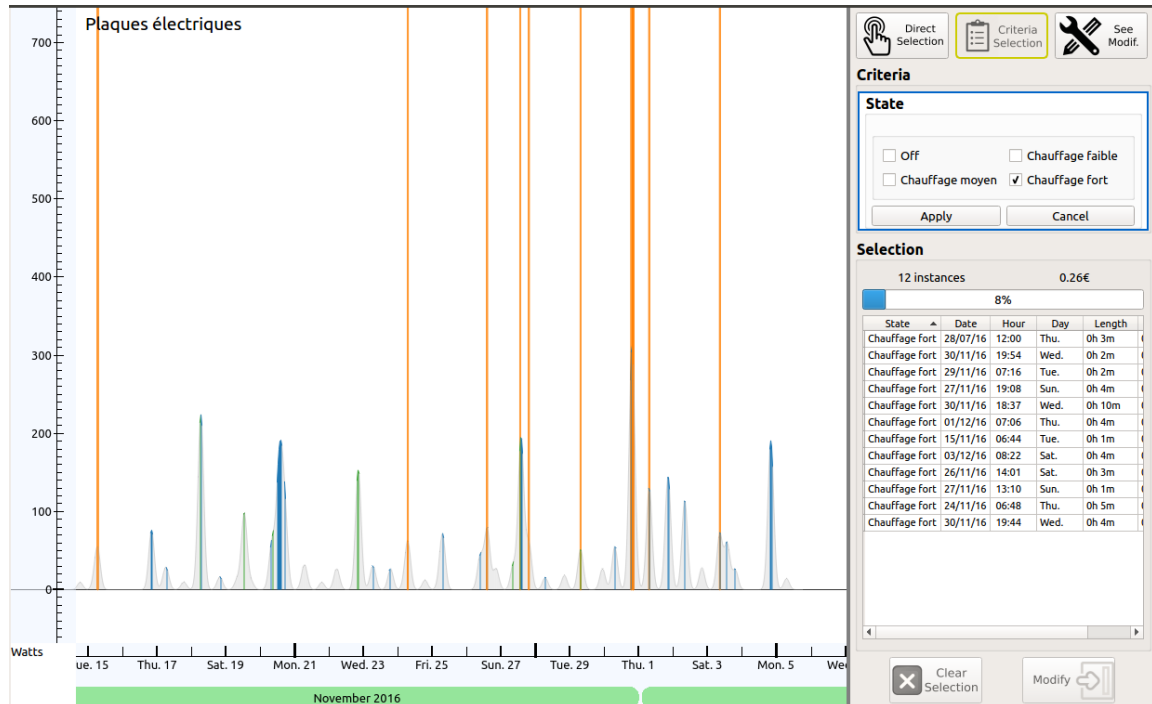 Plaques électriques
700
600
500
400
300
200
100
0
Watts
ue. 15 Thu. 17 Sat. 19 Mon. 21 Wed. 23 Fri. 25 Sun. 27 Tue. 29 Thu. 1 Sat. 3 Mon. 5 We
November 2016
Direct
Selection
Criteria
Selection
See
Modif.
Criteria
State
Off Chauffage faible
Chauffage moyen Chauffage fort
Apply Cancel
Selection
12 instances 0.26€
8%
State Date Hour Day Length
Chauffage fort 28/07/16 12:00 Thu. 0h 3m
Chauffage fort 30/11/16 19:54 Wed. 0h 2m
Chauffage fort 29/11/16 07:16 Tue. 0h 2m
Chauffage fort 27/11/16 19:08 Sun. 0h 4m
Chauffage fort 30/11/16 18:37 Wed. 0h 10m
Chauffage fort 01/12/16 07:06 Thu. 0h 4m
Chauffage fort 15/11/16 06:44 Tue. 0h 1m
Chauffage fort 03/12/16 08:22 Sat. 0h 4m
Chauffage fort 26/11/16 14:01 Sat. 0h 3m
Chauffage fort 27/11/16 13:10 Sun. 0h 1m
Chauffage fort 24/11/16 06:48 Thu. 0h 5m
Chauffage fort 30/11/16 19:44 Wed. 0h 4m
Clear
Selection
Modify